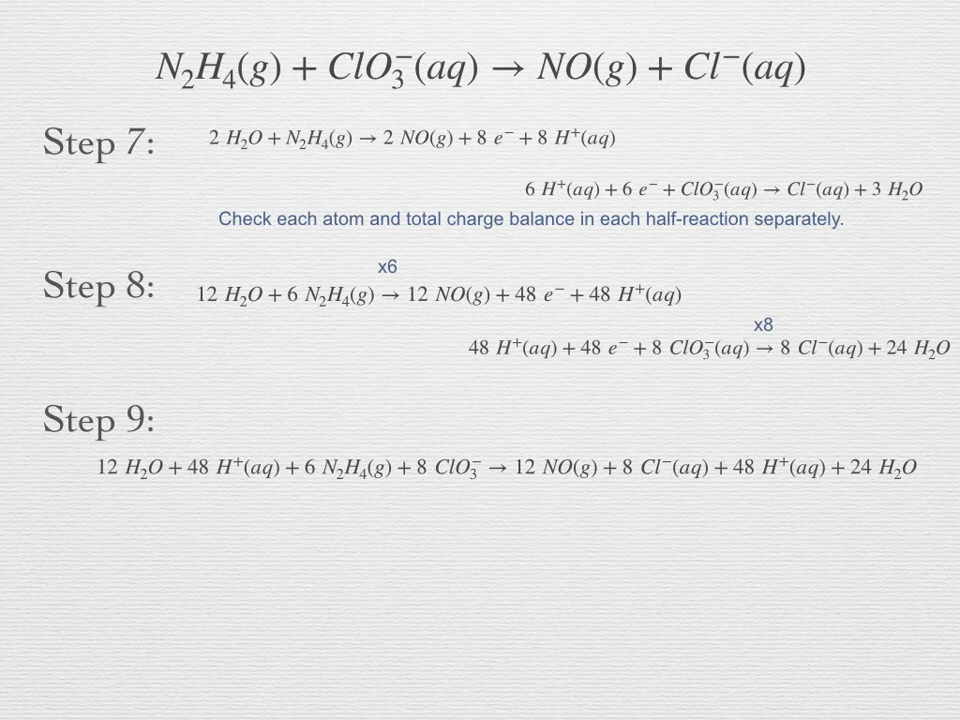 N₂H₄(g) + ClO₃⁻(aq) → NO(g) + Cl⁻(aq)
Step 7: 2 H₂O + N₂H₄(g) → 2 NO(g) + 8 e⁻ + 8 H⁺(aq)
6 H⁺(aq) + 6 e⁻ + ClO₃⁻(aq) → Cl⁻(aq) + 3 H₂O
Check each atom and total charge balance in each half-reaction separately.
x6
Step 8: 12 H₂O + 6 N₂H₄(g) → 12 NO(g) + 48 e⁻ + 48 H⁺(aq)
x8
48 H⁺(aq) + 48 e⁻ + 8 ClO₃⁻(aq) → 8 Cl⁻(aq) + 24 H₂O
Step 9:
12 H₂O + 48 H⁺(aq) + 6 N₂H₄(g) + 8 ClO₃⁻ → 12 NO(g) + 8 Cl⁻(aq) + 48 H⁺(aq) + 24 H₂O